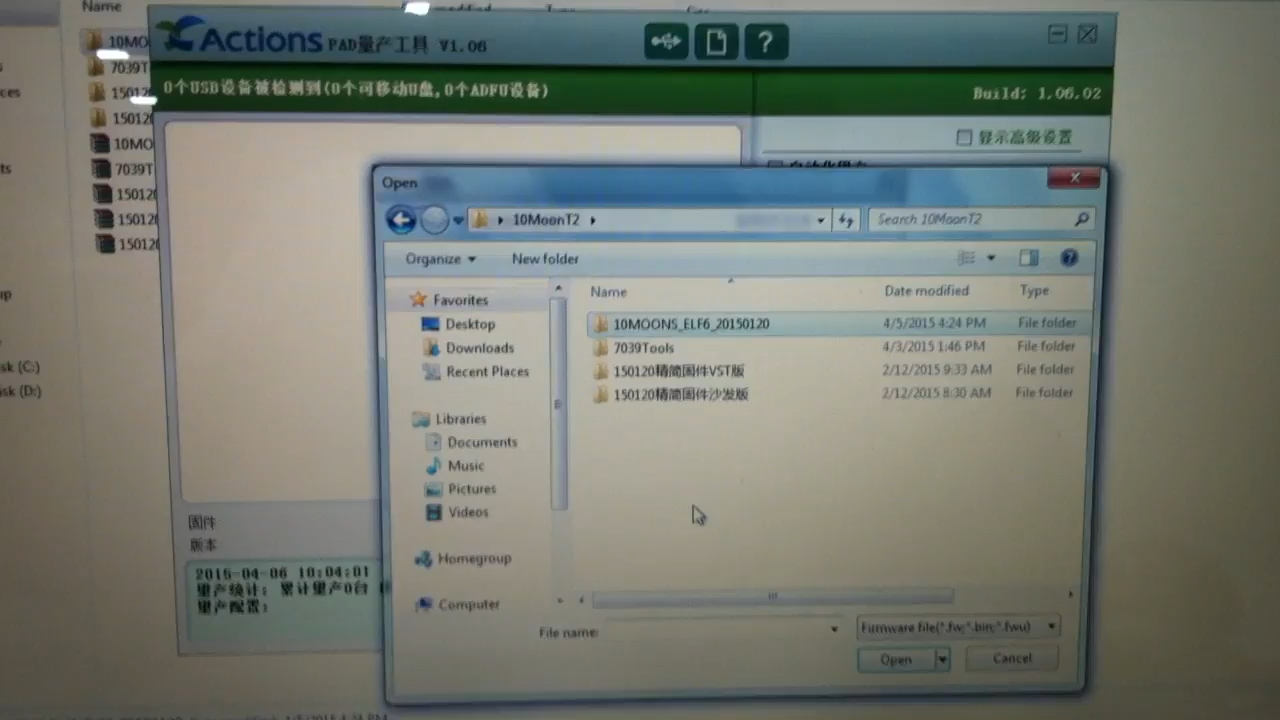 Name
Actions PAD量产工具 V1.06
?
0个USB设备被检测到(0个可移动U盘,0个ADFU设备)
Build: 1.06.02
显示高级设置
10MO
7039T
15012
150120
10MO
7039T
150120
15012
15012
sk (C:)
isk (D:)
Open
10MoonT2
Search 10MoonT2
Organize
New folder
Name
Date modified
Type
Favorites
Desktop
Downloads
Recent Places
Libraries
Documents
Music
Pictures
Videos
Homegroup
Computer
10MOONS_ELF6_20150120 4/5/2015 4:24 PM File folder
7039Tools 4/3/2015 1:46 PM File folder
150120精简固件VST版 2/12/2015 9:33 AM File folder
150120精简固件沙发版 2/12/2015 8:30 AM File folder
File name:
Firmware file(*.fw;*.bin;*.fwu)
Open
Cancel
固件
版本
2015-04-06 10:04:01
量产统计: 累计量产0台
量产配置: